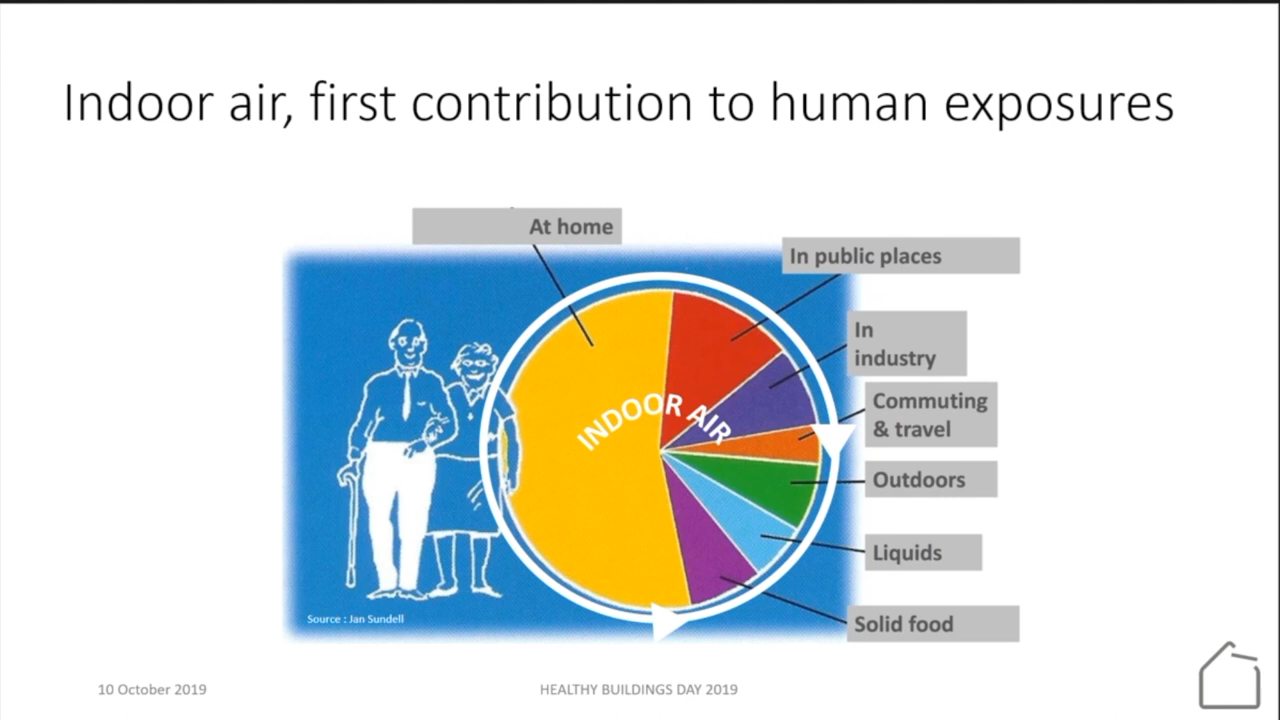 Indoor air, first contribution to human exposures
At home
In public places
In
industry
Commuting
& travel
INDOOR AIR
Outdoors
Liquids
Solid food
Source : Jan Sundell
10 October 2019
HEALTHY BUILDINGS DAY 2019